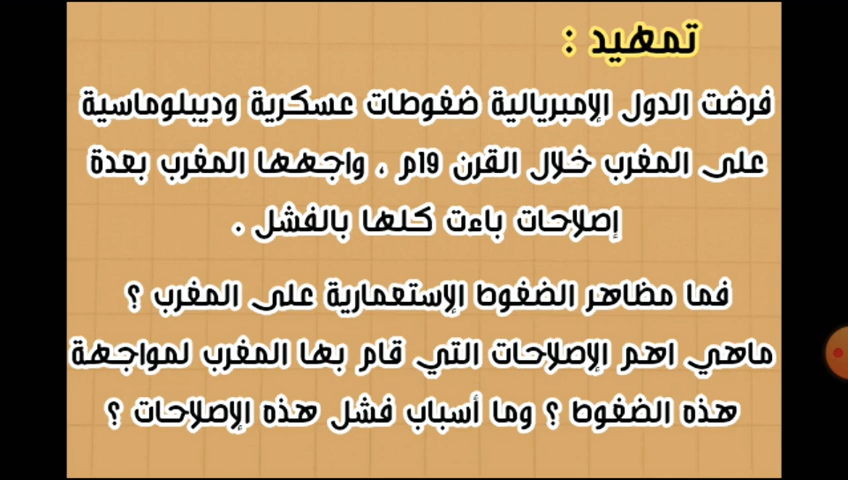 تمهيد :
فرضت الدول الإمبريالية ضغوطات عسكرية وديبلوماسية
على المغرب خلال القرن 19م ، واجهها المغرب بعدة
إصلاحات باءت كلها بالفشل .
فما مظاهر الضغوط الإستعمارية على المغرب ؟
ماهي اهم الإصلاحات التي قام بها المغرب لمواجهة
هذه الضغوط ؟ وما أسباب فشل هذه الإصلاحات ؟